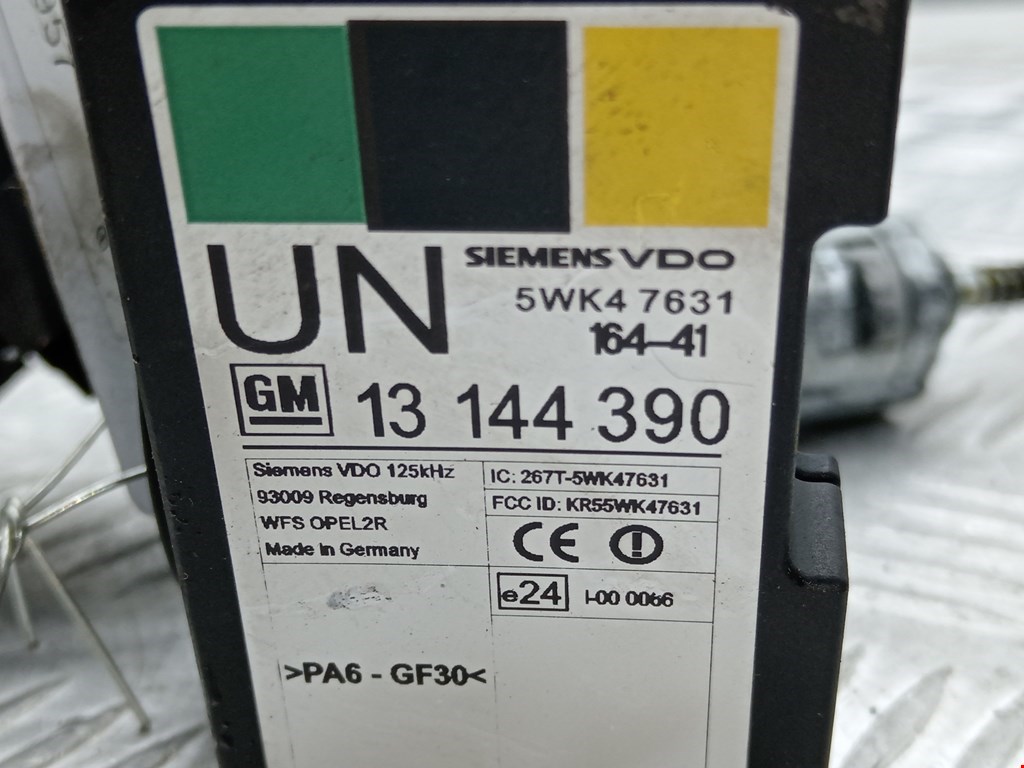 UN
SIEMENS VDO
5WK4 7631
164-41
GM 13 144 390
Siemens VDO 125kHz
93009 Regensburg
WFS OPEL2R
Made in Germany
IC: 267T-5WK47631
FCC ID: KR55WK47631
CE
e24 I-00 0066
>PA6 - GF30<